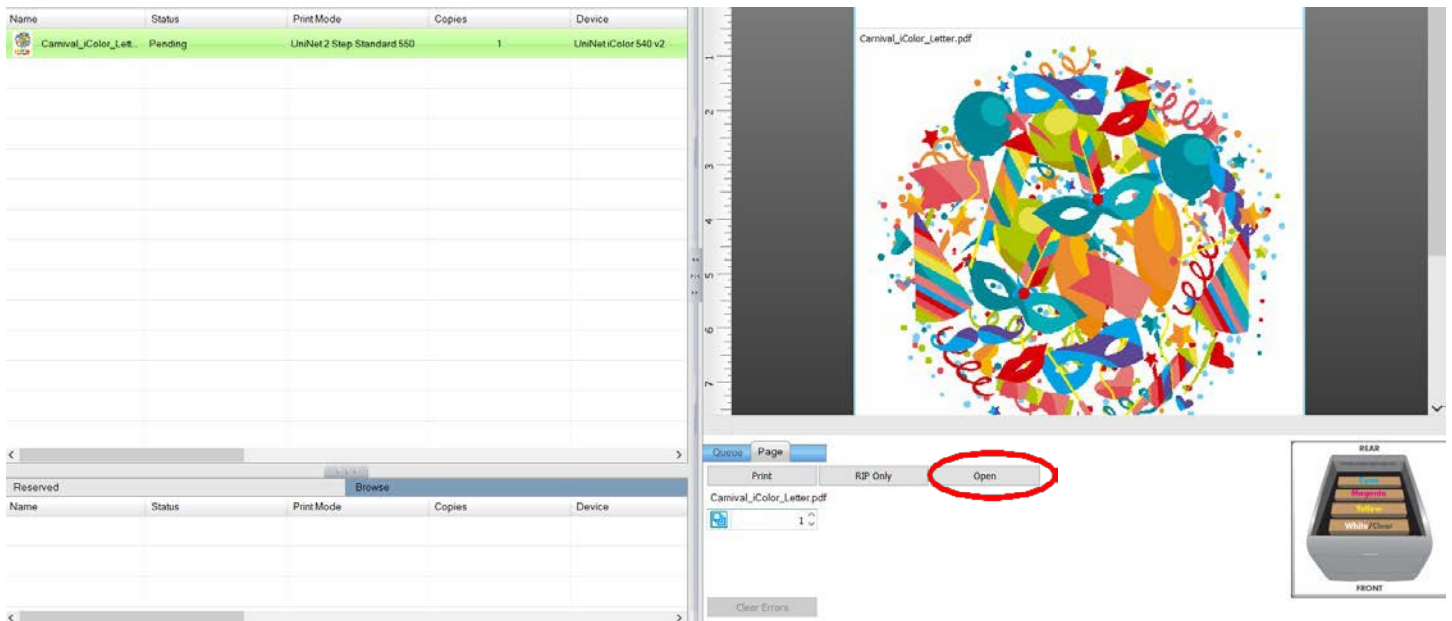 Name Status Print Mode Copies Device
Carnival_iColor_Lett... Pending UniNet 2 Step Standard 550 1 UniNet iColor 540 v2
Reserved Browse
Name Status Print Mode Copies Device
Carnival_iColor_Letter.pdf
1
2
3
4
5
6
7
Queue Page
Print RIP Only Open
Carnival_iColor_Letter.pdf
1
Clear Errors
REAR
Cyan
Magenta
Yellow
White/Clear
FRONT